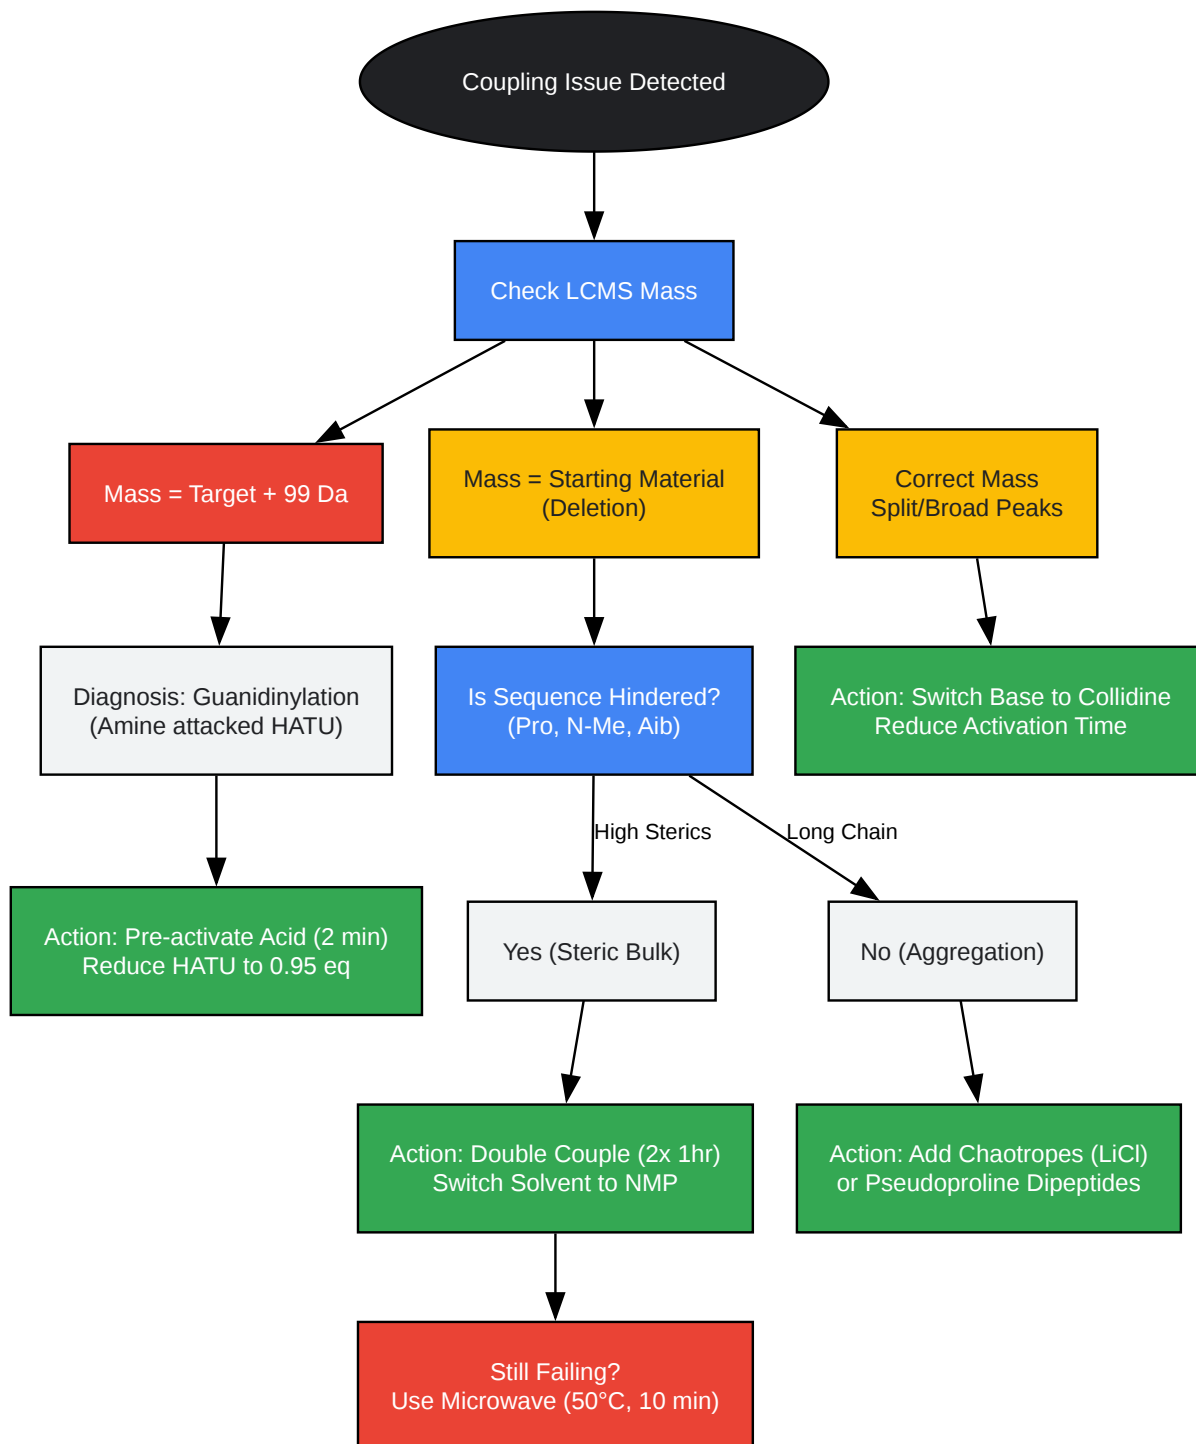 Coupling Issue Detected
Check LCMS Mass
Mass = Target + 99 Da
Mass = Starting Material
(Deletion)
Correct Mass
Split/Broad Peaks
Diagnosis: Guanidinylation
(Amine attacked HATU)
Is Sequence Hindered?
(Pro, N-Me, Aib)
Action: Switch Base to Collidine
Reduce Activation Time
High Sterics
Long Chain
Action: Pre-activate Acid (2 min)
Reduce HATU to 0.95 eq
Yes (Steric Bulk)
No (Aggregation)
Action: Double Couple (2x 1hr)
Switch Solvent to NMP
Action: Add Chaotropes (LiCl)
or Pseudoproline Dipeptides
Still Failing?
Use Microwave (50°C, 10 min)